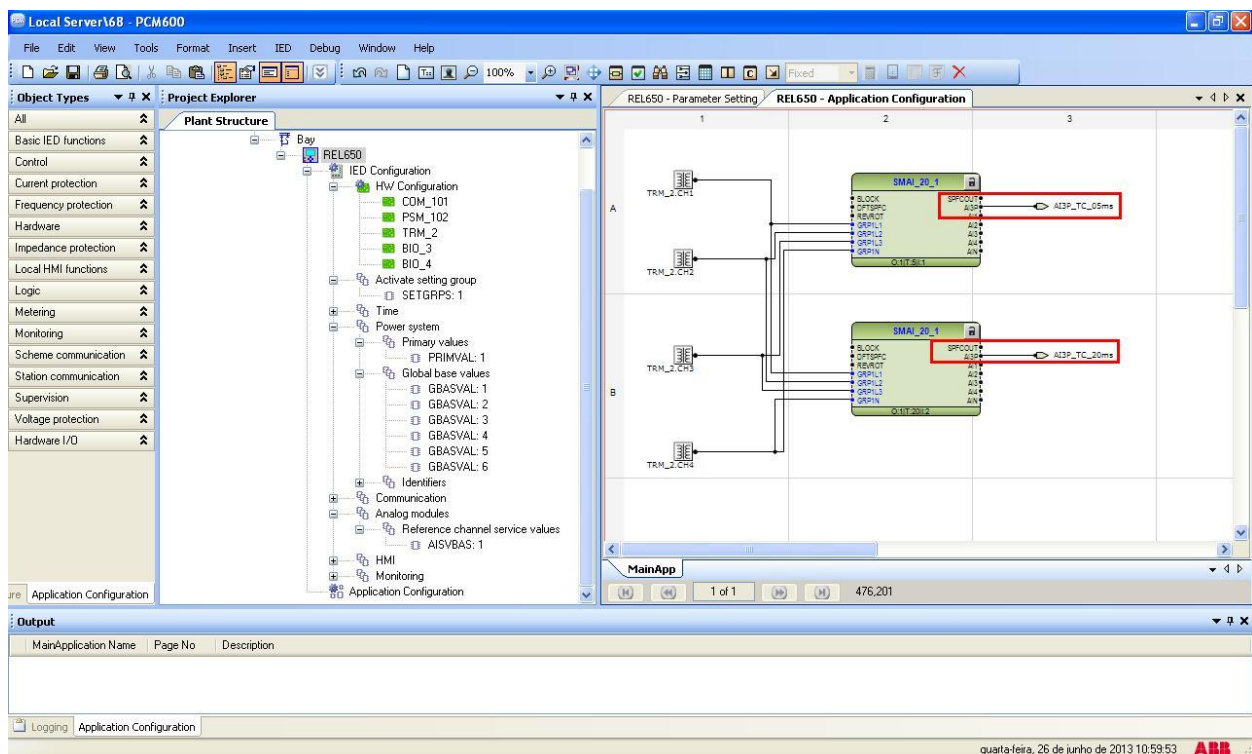 Local Server\68 - PCM600
File Edit View Tools Format Insert IED Debug Window Help
100% Fixed
Object Types
All
Basic IED functions
Control
Current protection
Frequency protection
Hardware
Impedance protection
Local HMI functions
Logic
Metering
Monitoring
Scheme communication
Station communication
Supervision
Voltage protection
Hardware I/O
Application Configuration
Project Explorer
Plant Structure
Bay
REL650
IED Configuration
HW Configuration
COM_101
PSM_102
TRM_2
BIO_3
BIO_4
Activate setting group
SETGRPS: 1
Time
Power system
Primary values
PRIMVAL: 1
Global base values
GBASVAL: 1
GBASVAL: 2
GBASVAL: 3
GBASVAL: 4
GBASVAL: 5
GBASVAL: 6
Identifiers
Communication
Analog modules
Reference channel service values
AISVBAS: 1
HMI
Monitoring
Application Configuration
REL650 - Parameter Setting REL650 - Application Configuration
1 2 3
A
TRM_2.CH1
TRM_2.CH2
SMAI_20_1
BLOCK SPFCOUT
DFTSPFC AI3P
REVROT AI1
GRP1L1 AI2
GRP1L2 AI3
GRP1L3 AI4
GRP1N AIN
O:1|T:5|I:1
AI3P_TC_05ms
B
TRM_2.CH3
TRM_2.CH4
SMAI_20_1
BLOCK SPFCOUT
DFTSPFC AI3P
REVROT AI1
GRP1L1 AI2
GRP1L2 AI3
GRP1L3 AI4
GRP1N AIN
O:1|T:20|I:2
AI3P_TC_20ms
MainApp
1 of 1 476,201
Output
MainApplication Name Page No Description
Logging Application Configuration
quarta-feira, 26 de junho de 2013 10:59:53 ABB